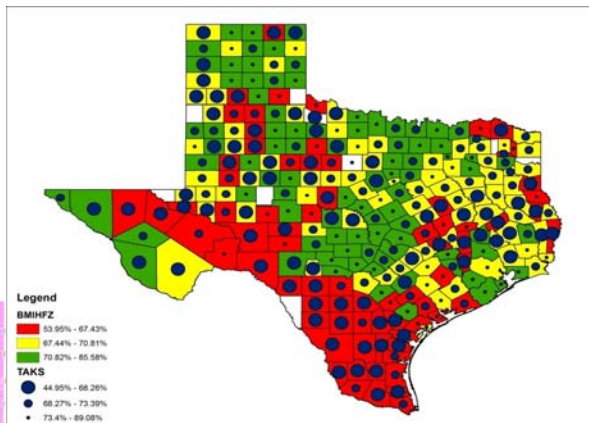 Legend
BMIHFZ
53.95% - 67.43%
67.44% - 70.81%
70.82% - 85.58%
TAKS
44.95% - 68.26%
68.27% - 73.39%
73.4% - 89.08%